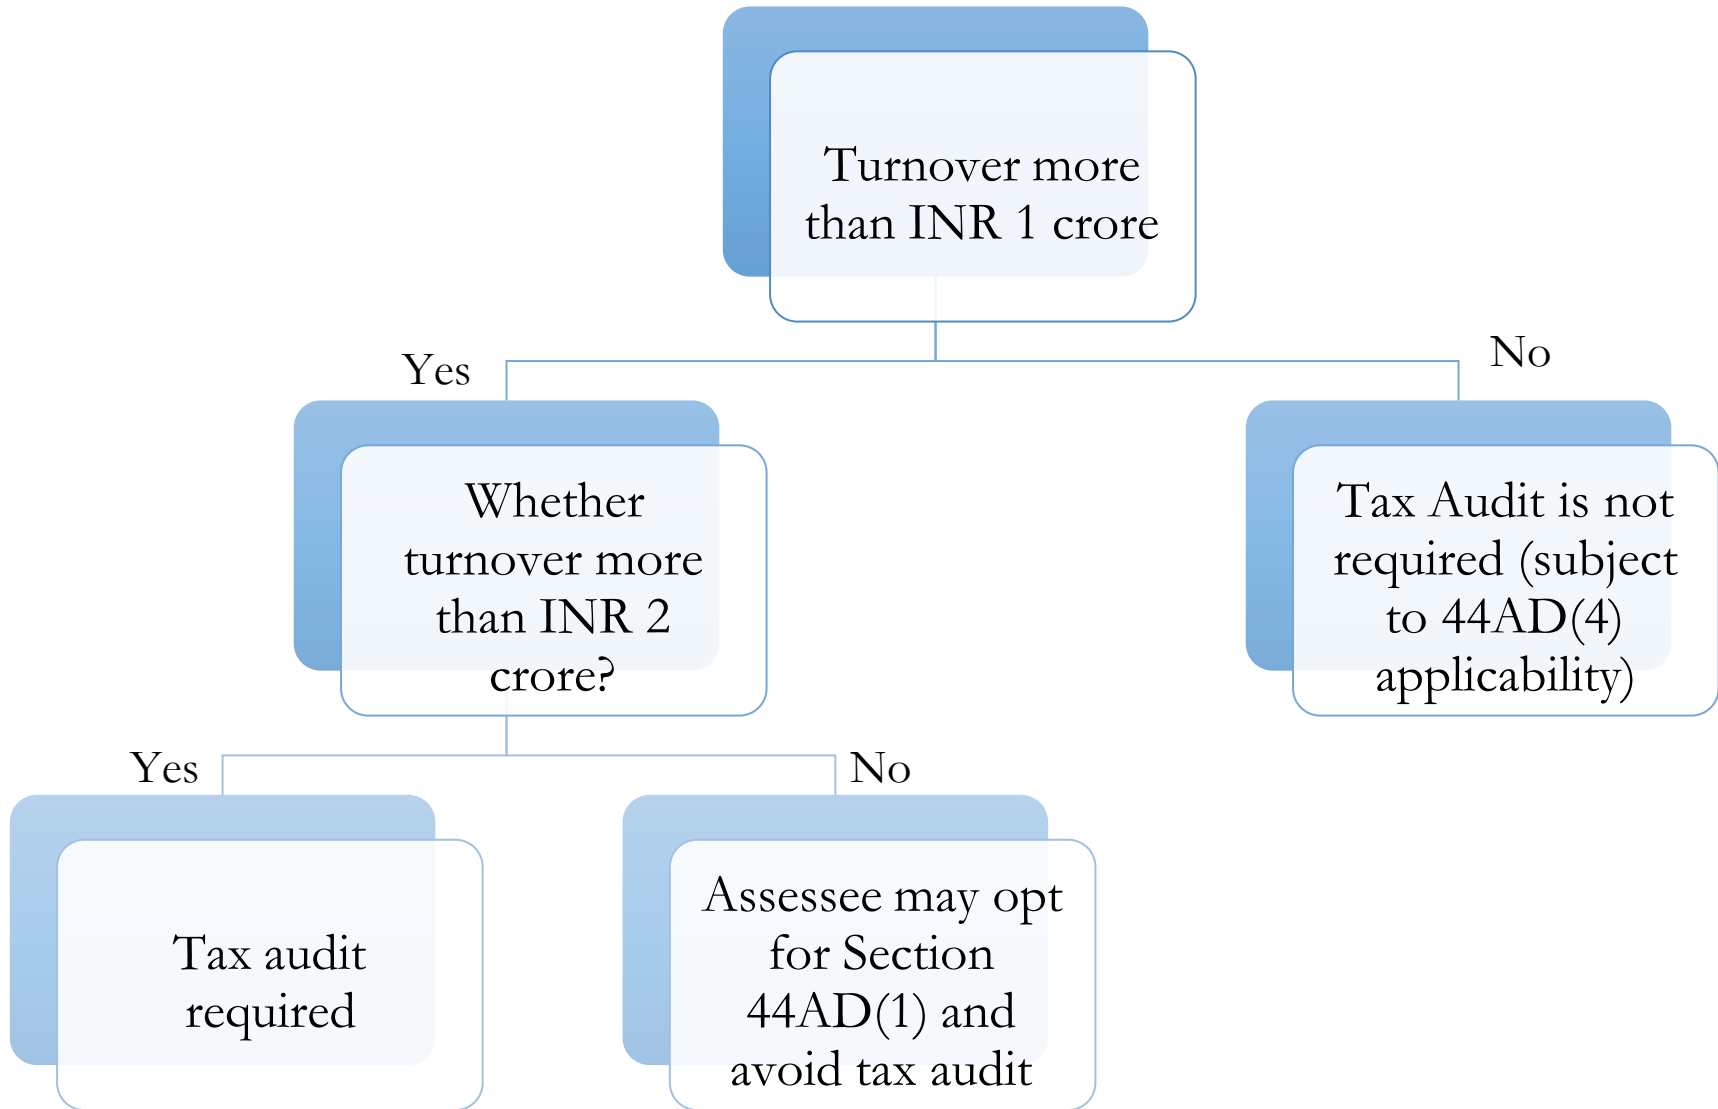 Turnover more
than INR 1 crore
Yes
No
Whether
turnover more
than INR 2
crore?
Tax Audit is not
required (subject
to 44AD(4)
applicability)
Yes
No
Tax audit
required
Assessee may opt
for Section
44AD(1) and
avoid tax audit